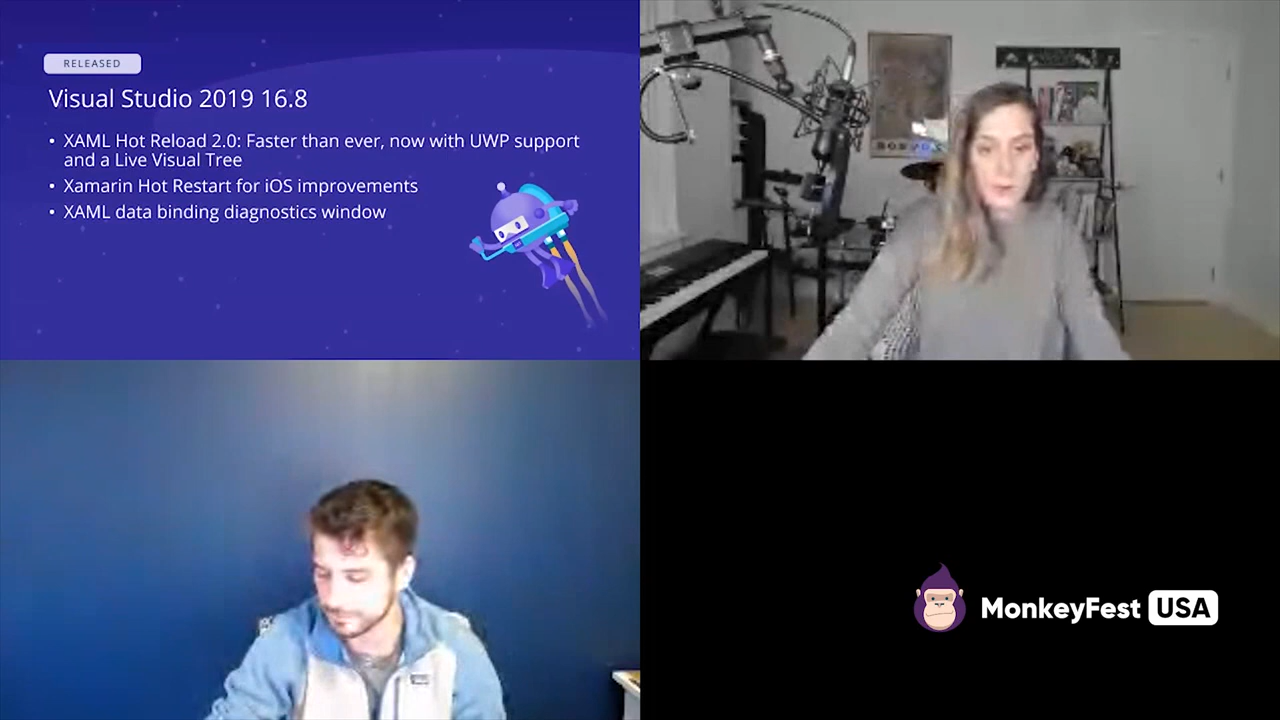 RELEASED
Visual Studio 2019 16.8
• XAML Hot Reload 2.0: Faster than ever, now with UWP support
and a Live Visual Tree
• Xamarin Hot Restart for iOS improvements
• XAML data binding diagnostics window
MonkeyFest USA